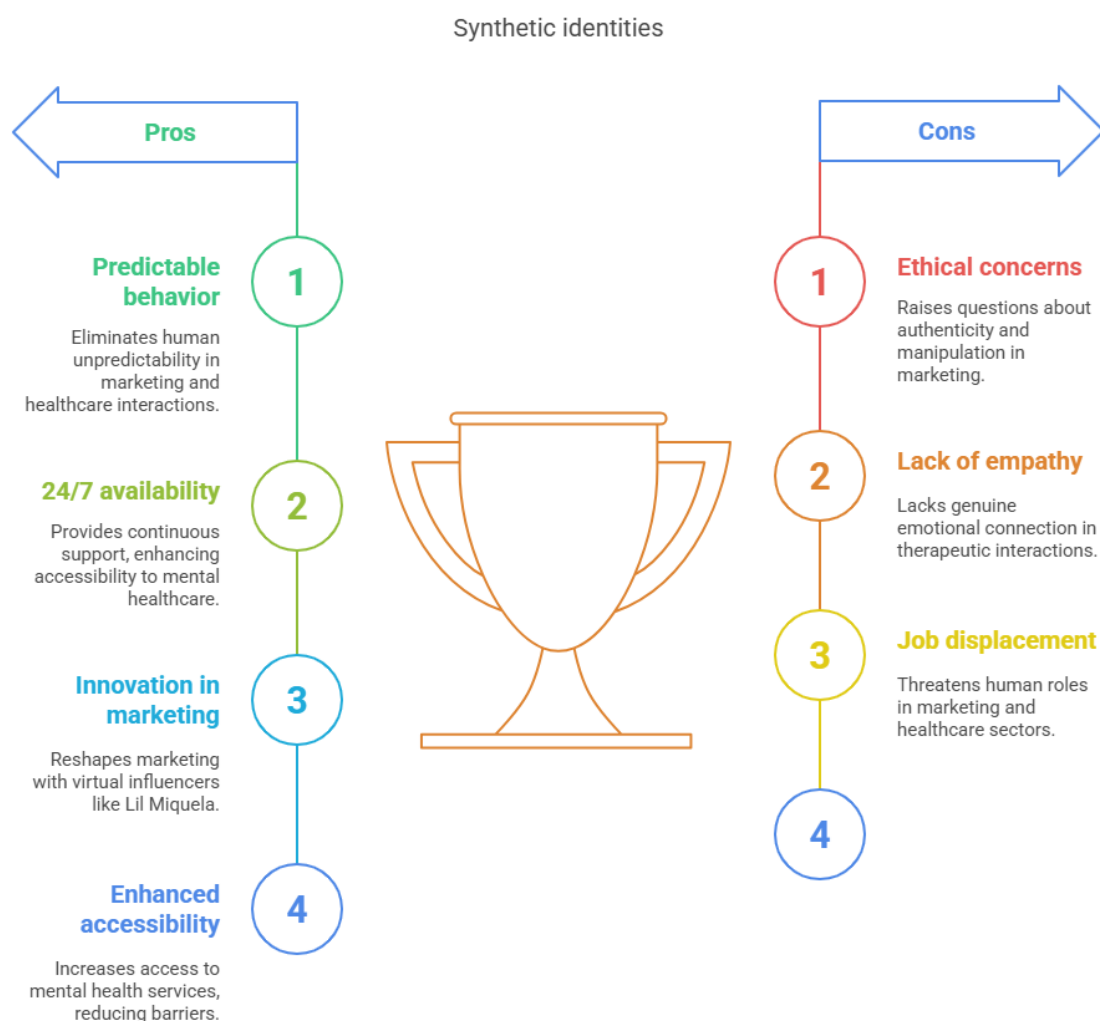 Synthetic identities
Pros
1
Predictable
behavior
Eliminates human
unpredictability in
marketing and
healthcare interactions.
2
24/7 availability
Provides continuous
support, enhancing
accessibility to mental
healthcare.
3
Innovation in
marketing
Reshapes marketing
with virtual influencers
like Lil Miquela.
4
Enhanced
accessibility
Increases access to
mental health services,
reducing barriers.
Cons
1
Ethical concerns
Raises questions about
authenticity and
manipulation in
marketing.
2
Lack of empathy
Lacks genuine
emotional connection in
therapeutic interactions.
3
Job displacement
Threatens human roles
in marketing and
healthcare sectors.
4